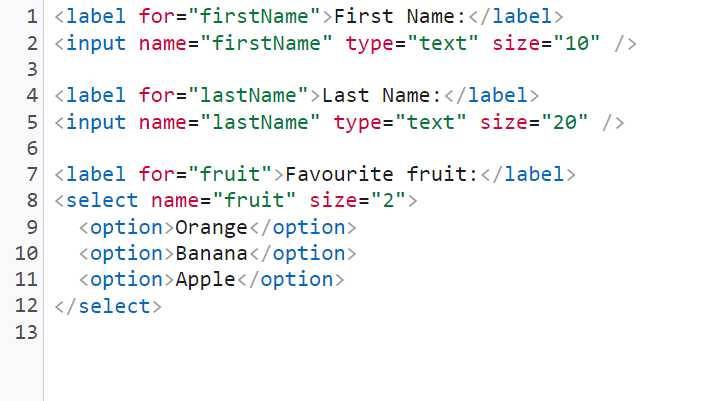 1 <label for="firstName">First Name:</label>
2 <input name="firstName" type="text" size="10" />
3
4 <label for="lastName">Last Name:</label>
5 <input name="lastName" type="text" size="20" />
6
7 <label for="fruit">Favourite fruit:</label>
8 <select name="fruit" size="2">
9   <option>Orange</option>
10   <option>Banana</option>
11   <option>Apple</option>
12 </select>
13